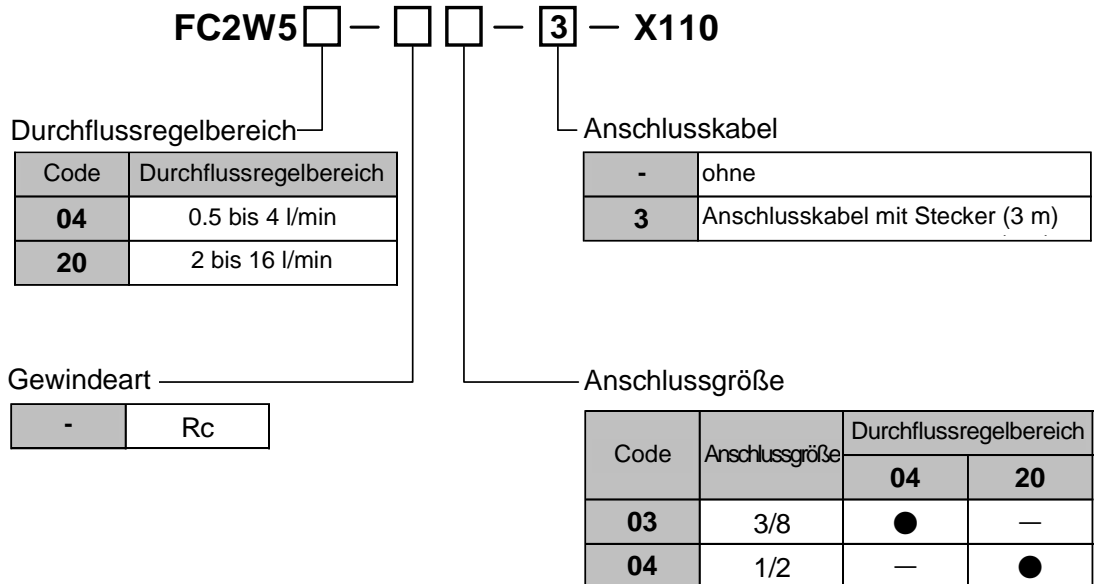 FC2W5□ － □ □ － 3 － X110
Durchflussregelbereich
Code Durchflussregelbereich
04 0.5 bis 4 l/min
20 2 bis 16 l/min
Anschlusskabel
- ohne
3 Anschlusskabel mit Stecker (3 m)
Gewindeart
- Rc
Anschlussgröße
Code Anschlussgröße Durchflussregelbereich
04 20
03 3/8 ● －
04 1/2 － ●